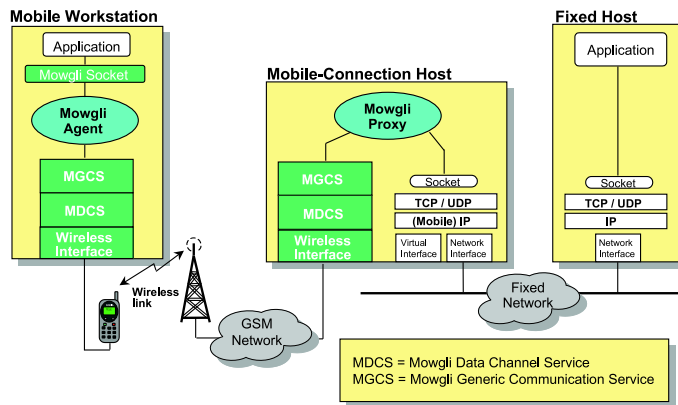 Mobile Workstation
Application
Mowgli Socket
Mowgli
Agent
MGCS
MDCS
Wireless
Interface
Wireless
link
GSM
Network
Mobile-Connection Host
Mowgli
Proxy
MGCS
MDCS
Wireless
Interface
Socket
TCP / UDP
(Mobile) IP
Virtual
Interface
Network
Interface
Fixed Host
Application
Socket
TCP / UDP
IP
Network
Interface
Fixed
Network
MDCS = Mowgli Data Channel Service
MGCS = Mowgli Generic Communication Service